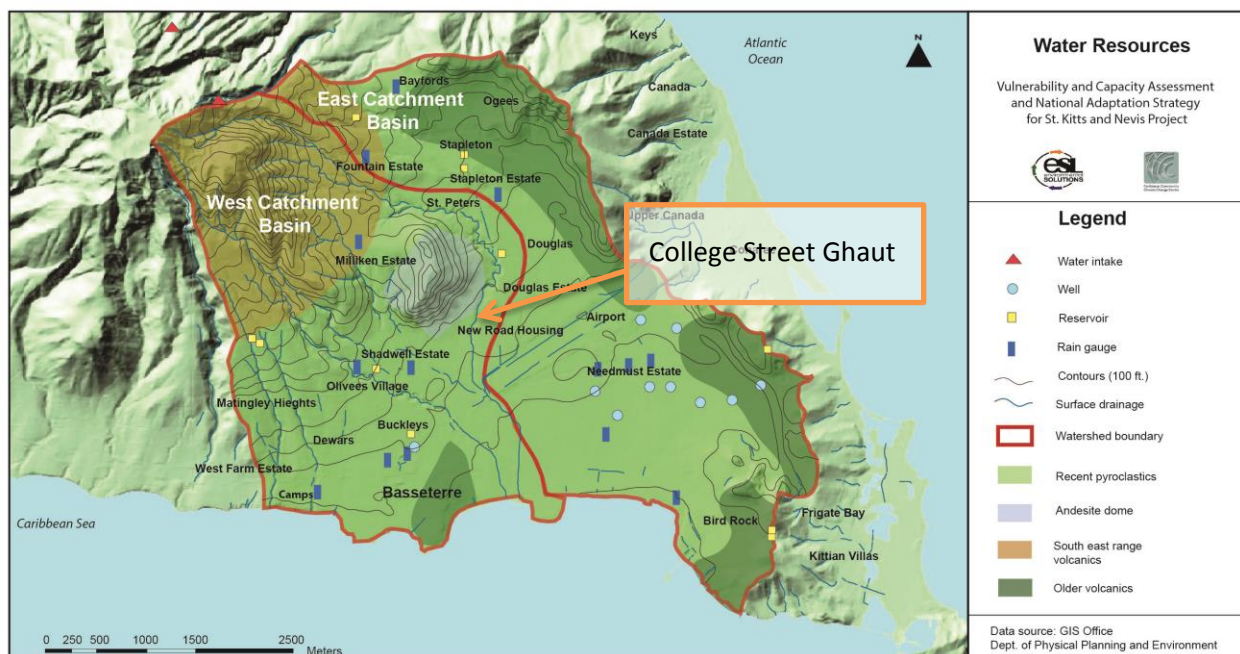 Keys
Atlantic
Ocean
N
Bayfords
East Catchment
Basin
Ogees
Canada
Canada Estate
Stapleton
Fountain Estate
Stapleton Estate
West Catchment
Basin
St. Peters
Upper Canada
College Street Ghaut
Douglas
Milliken Estate
Douglas Estate
Airport
New Road Housing
Shadwell Estate
Needmust Estate
Olivees Village
Matingley Hieghts
Buckleys
Dewars
West Farm Estate
Camps
Basseterre
Caribbean Sea
Bird Rock
Frigate Bay
Kittian Villas
0 250 500 1000 1500 2500
Meters
Water Resources
Vulnerability and Capacity Assessment
and National Adaptation Strategy
for St. Kitts and Nevis Project
esl
SOLUTIONS
Legend
Water intake
Well
Reservoir
Rain gauge
Contours (100 ft.)
Surface drainage
Watershed boundary
Recent pyroclastics
Andesite dome
South east range
volcanics
Older volcanics
Data source: GIS Office
Dept. of Physical Planning and Environment